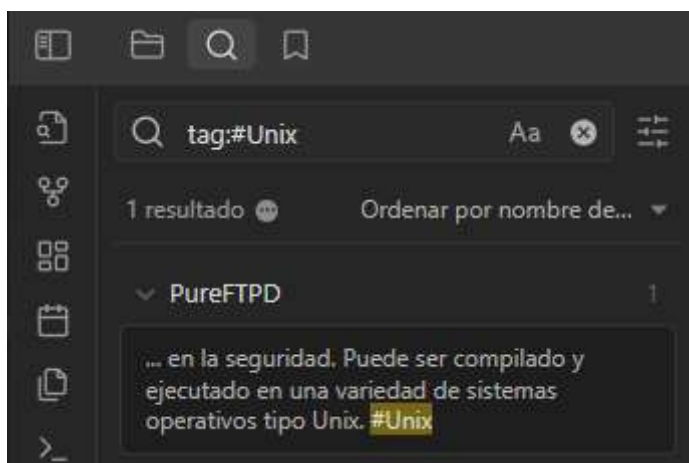 tag:#Unix Aa
1 resultado Ordenar por nombre de...
PureFTPD 1
... en la seguridad. Puede ser compilado y
ejecutado en una variedad de sistemas
operativos tipo Unix. #Unix